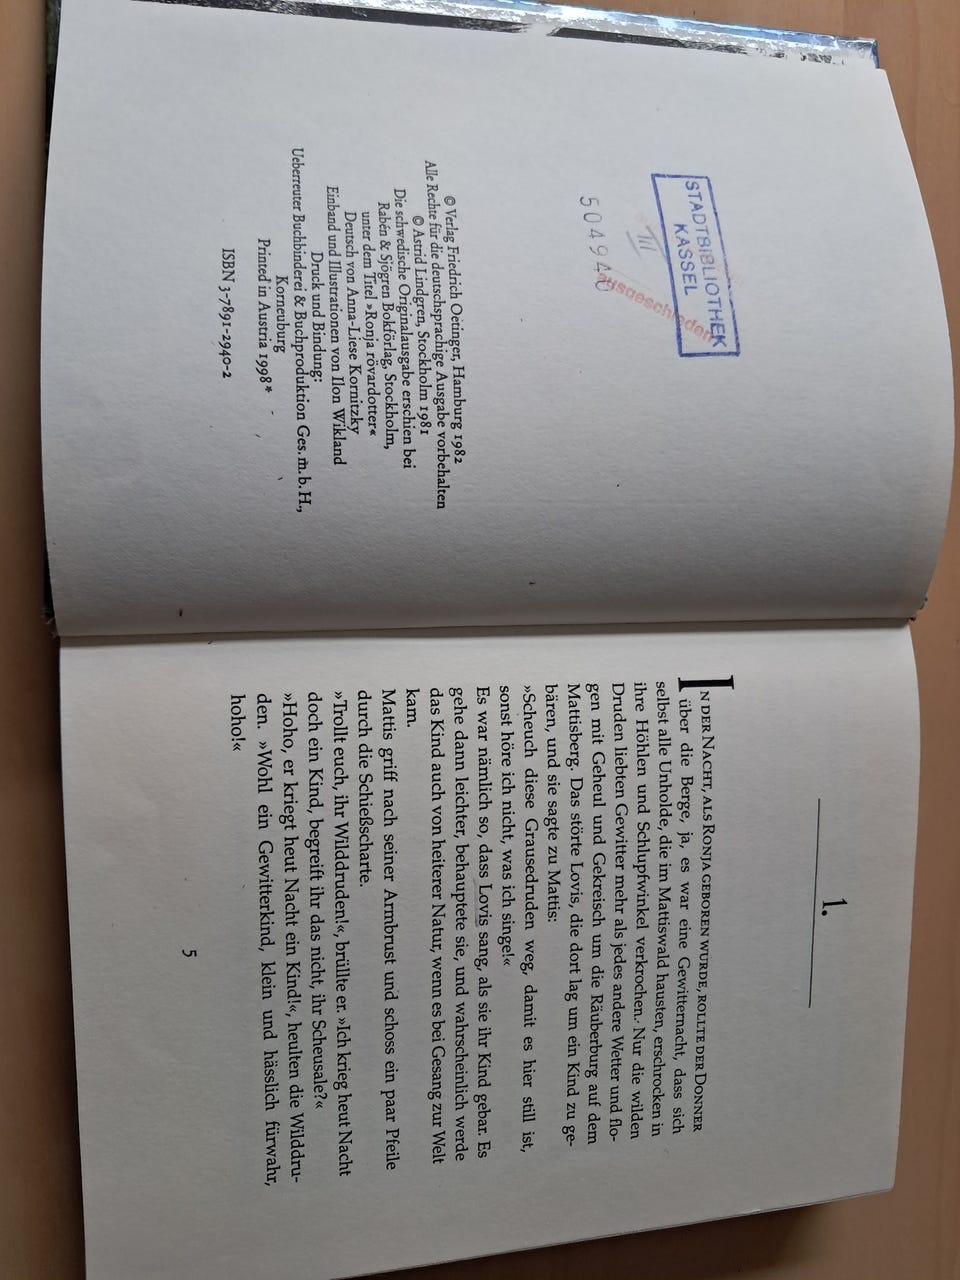 STADTBIBLIOTHEK
KASSEL
III
ausgeschieden
© Verlag Friedrich Oetinger, Hamburg 1982
Alle Rechte für die deutschsprachige Ausgabe vorbehalten
© Astrid Lindgren, Stockholm 1981
Die schwedische Originalausgabe erschien bei
Rabén & Sjögren Bokförlag, Stockholm,
unter dem Titel »Ronja rövardotter«
Deutsch von Anna-Liese Kornitzky
Einband und Illustrationen von Ilon Wikland
Druck und Bindung:
Ueberreuter Buchbinderei & Buchproduktion Ges. m. b. H.,
Korneuburg
Printed in Austria 1998*
ISBN 3-7891-2940-2
1.
IN DER NACHT, ALS RONJA GEBOREN WURDE, ROLLTE DER DONNER
über die Berge, ja, es war eine Gewitternacht, dass sich
selbst alle Unholde, die im Mattiswald hausten, erschrocken in
ihre Höhlen und Schlupfwinkel verkrochen. Nur die wilden
Druden liebten Gewitter mehr als jedes andere Wetter und flo-
gen mit Geheul und Gekreisch um die Räuberburg auf dem
Mattisberg. Das störte Lovis, die dort lag um ein Kind zu ge-
bären, und sie sagte zu Mattis:
»Scheuch diese Grausedruden weg, damit es hier still ist,
sonst höre ich nicht, was ich singe!«
Es war nämlich so, dass Lovis sang, als sie ihr Kind gebar. Es
gehe dann leichter, behauptete sie, und wahrscheinlich werde
das Kind auch von heiterer Natur, wenn es bei Gesang zur Welt
kam.
Mattis griff nach seiner Armbrust und schoss ein paar Pfeile
durch die Schießscharte.
»Trollt euch, ihr Wilddruden!«, brüllte er. »Ich krieg heut Nacht
doch ein Kind, begreift ihr das nicht, ihr Scheusale?«
»Hoho, er kriegt heut Nacht ein Kind!«, heulten die Wilddru-
den. »Wohl ein Gewitterkind, klein und hässlich fürwahr,
hoho!«
5